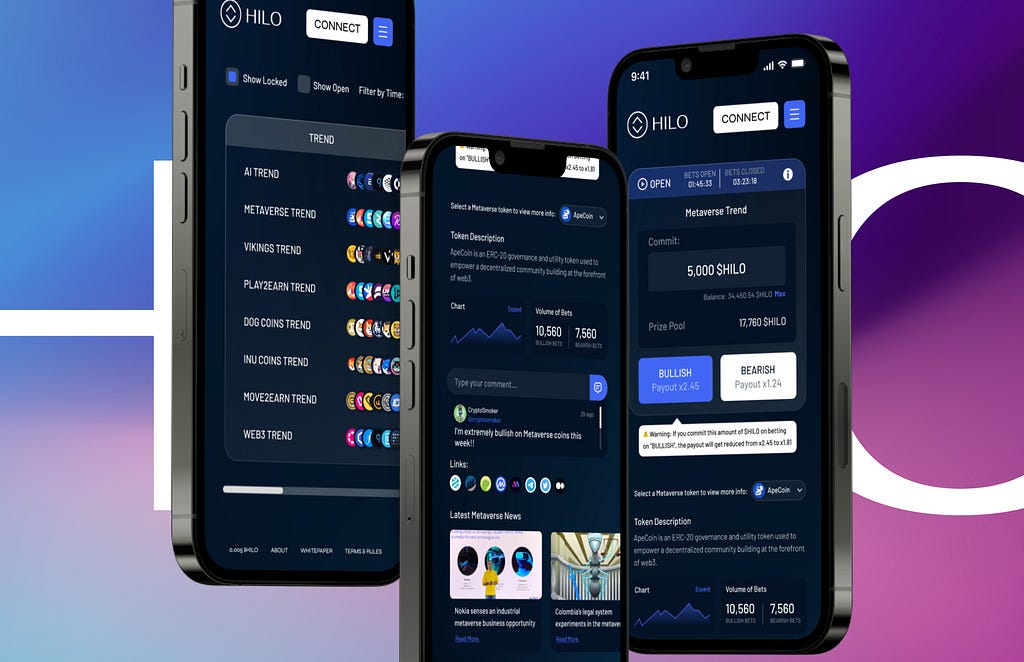 HILO
CONNECT
Show Locked
Show Open
Filter by Time:
TREND
AI TREND
METAVERSE TREND
VIKINGS TREND
PLAY2EARN TREND
DOG COINS TREND
INU COINS TREND
MOVE2EARN TREND
WEB3 TREND
0.005 $HILO
ABOUT
WHITEPAPER
TERMS & RULES
on "BULLISH
x2.45 to x1.81
Select a Metaverse token to view more info:
ApeCoin
Token Description
ApeCoin is an ERC-20 governance and utility token used to
empower a decentralized community building at the forefront
of web3.
Chart
Expand
Volume of Bets
10,560
BULLISH BETS
7,560
BEARISH BETS
Type your comment...
CryptoSmoker
@cryptosmoker
2h ago
I'm extremely bullish on Metaverse coins this
week!!
Links:
Latest Metaverse News
Nokia senses an industrial
metaverse business opportunity
Read More.
Colombia's legal system
experiments in the metaver
Read More.
9:41
HILO
CONNECT
OPEN
BETS OPEN
01:45:33
BETS CLOSED
03:23:18
Metaverse Trend
Commit:
5,000 $HILO
Balance: 34,450.54 $HILO Max
Prize Pool
17,760 $HILO
BULLISH
Payout x2.45
BEARISH
Payout x1.24
Warning: If you commit this amount of $HILO on betting
on "BULLISH", the payout will get reduced from x2.45 to x1.81
Select a Metaverse token to view more info:
ApeCoin
Token Description
ApeCoin is an ERC-20 governance and utility token used to
empower a decentralized community building at the forefront
of web3.
Chart
Expand
Volume of Bets
10,560
BULLISH BETS
7,560
BEARISH BETS